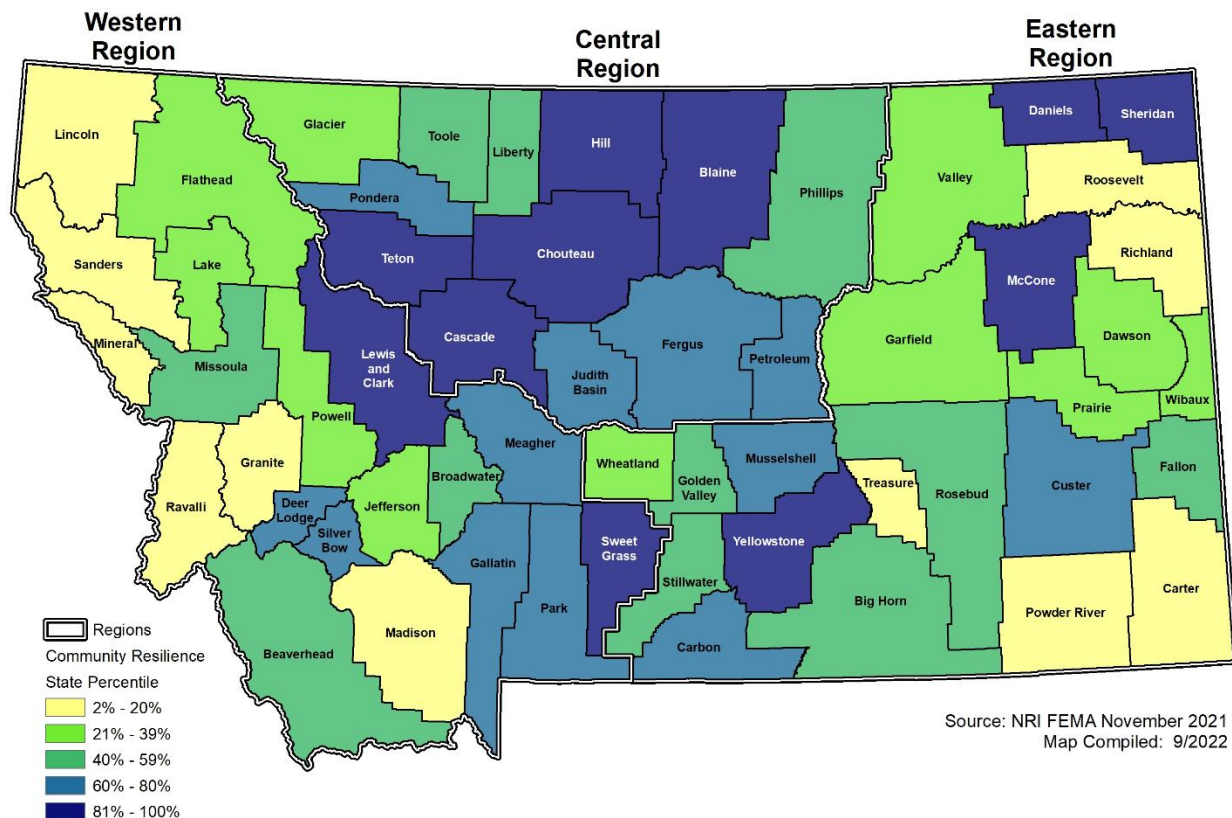 Western
Region
Central
Region
Eastern
Region
Lincoln
Flathead
Glacier
Toole
Liberty
Hill
Blaine
Phillips
Valley
Daniels
Sheridan
Roosevelt
Pondera
Sanders
Lake
Teton
Chouteau
McCone
Richland
Mineral
Missoula
Powell
Lewis
and
Clark
Cascade
Judith
Basin
Fergus
Petroleum
Garfield
Dawson
Prairie
Wibaux
Ravalli
Granite
Deer
Lodge
Silver
Bow
Jefferson
Broadwater
Meagher
Wheatland
Golden
Valley
Musselshell
Treasure
Rosebud
Custer
Fallon
Gallatin
Park
Sweet
Grass
Stillwater
Yellowstone
Big Horn
Powder River
Carter
Beaverhead
Madison
Carbon
Regions
Community Resilience
State Percentile
2% - 20%
21% - 39%
40% - 59%
60% - 80%
81% - 100%
Source: NRI FEMA November 2021
Map Compiled: 9/2022